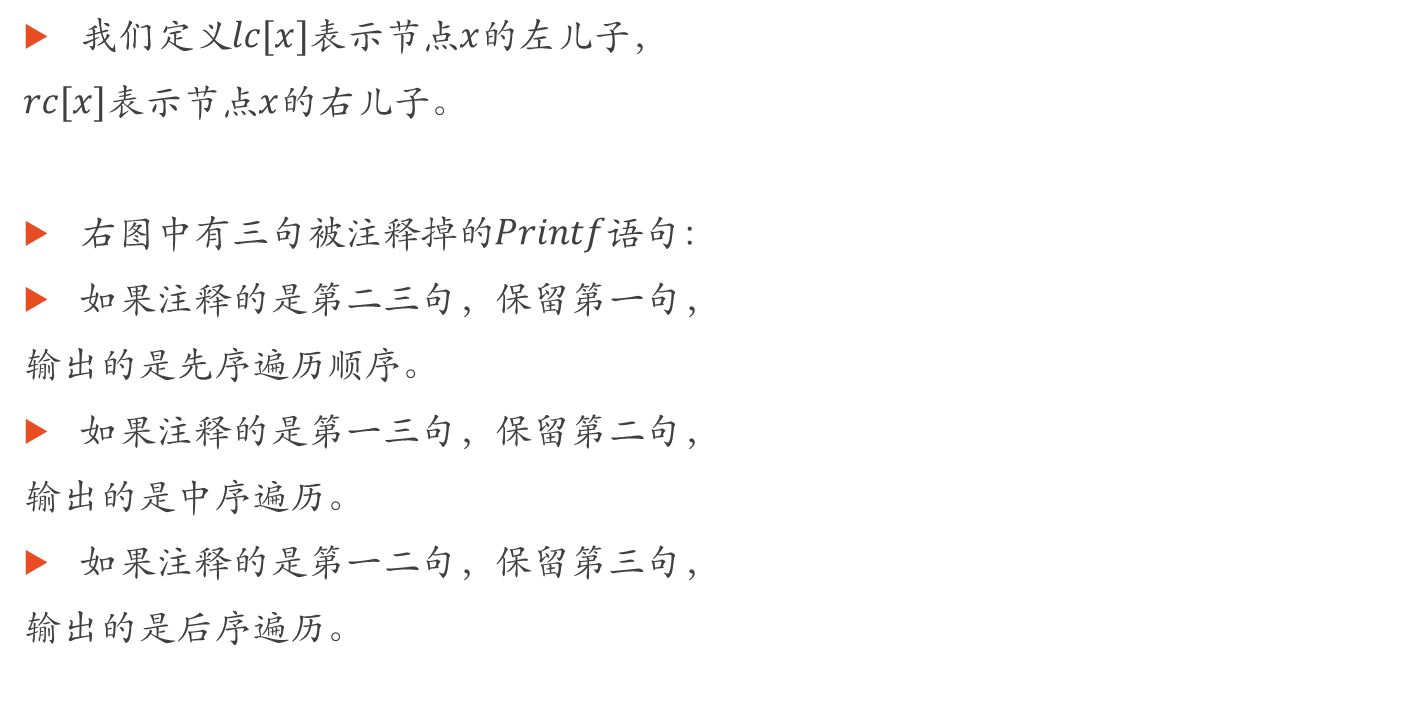 ▶ 我们定义lc[x]表示节点x的左儿子，
rc[x]表示节点x的右儿子。
▶ 右图中有三句被注释掉的Printf语句：
▶ 如果注释的是第二三句，保留第一句，
输出的是先序遍历顺序。
▶ 如果注释的是第一三句，保留第二句，
输出的是中序遍历。
▶ 如果注释的是第一二句，保留第三句，
输出的是后序遍历。